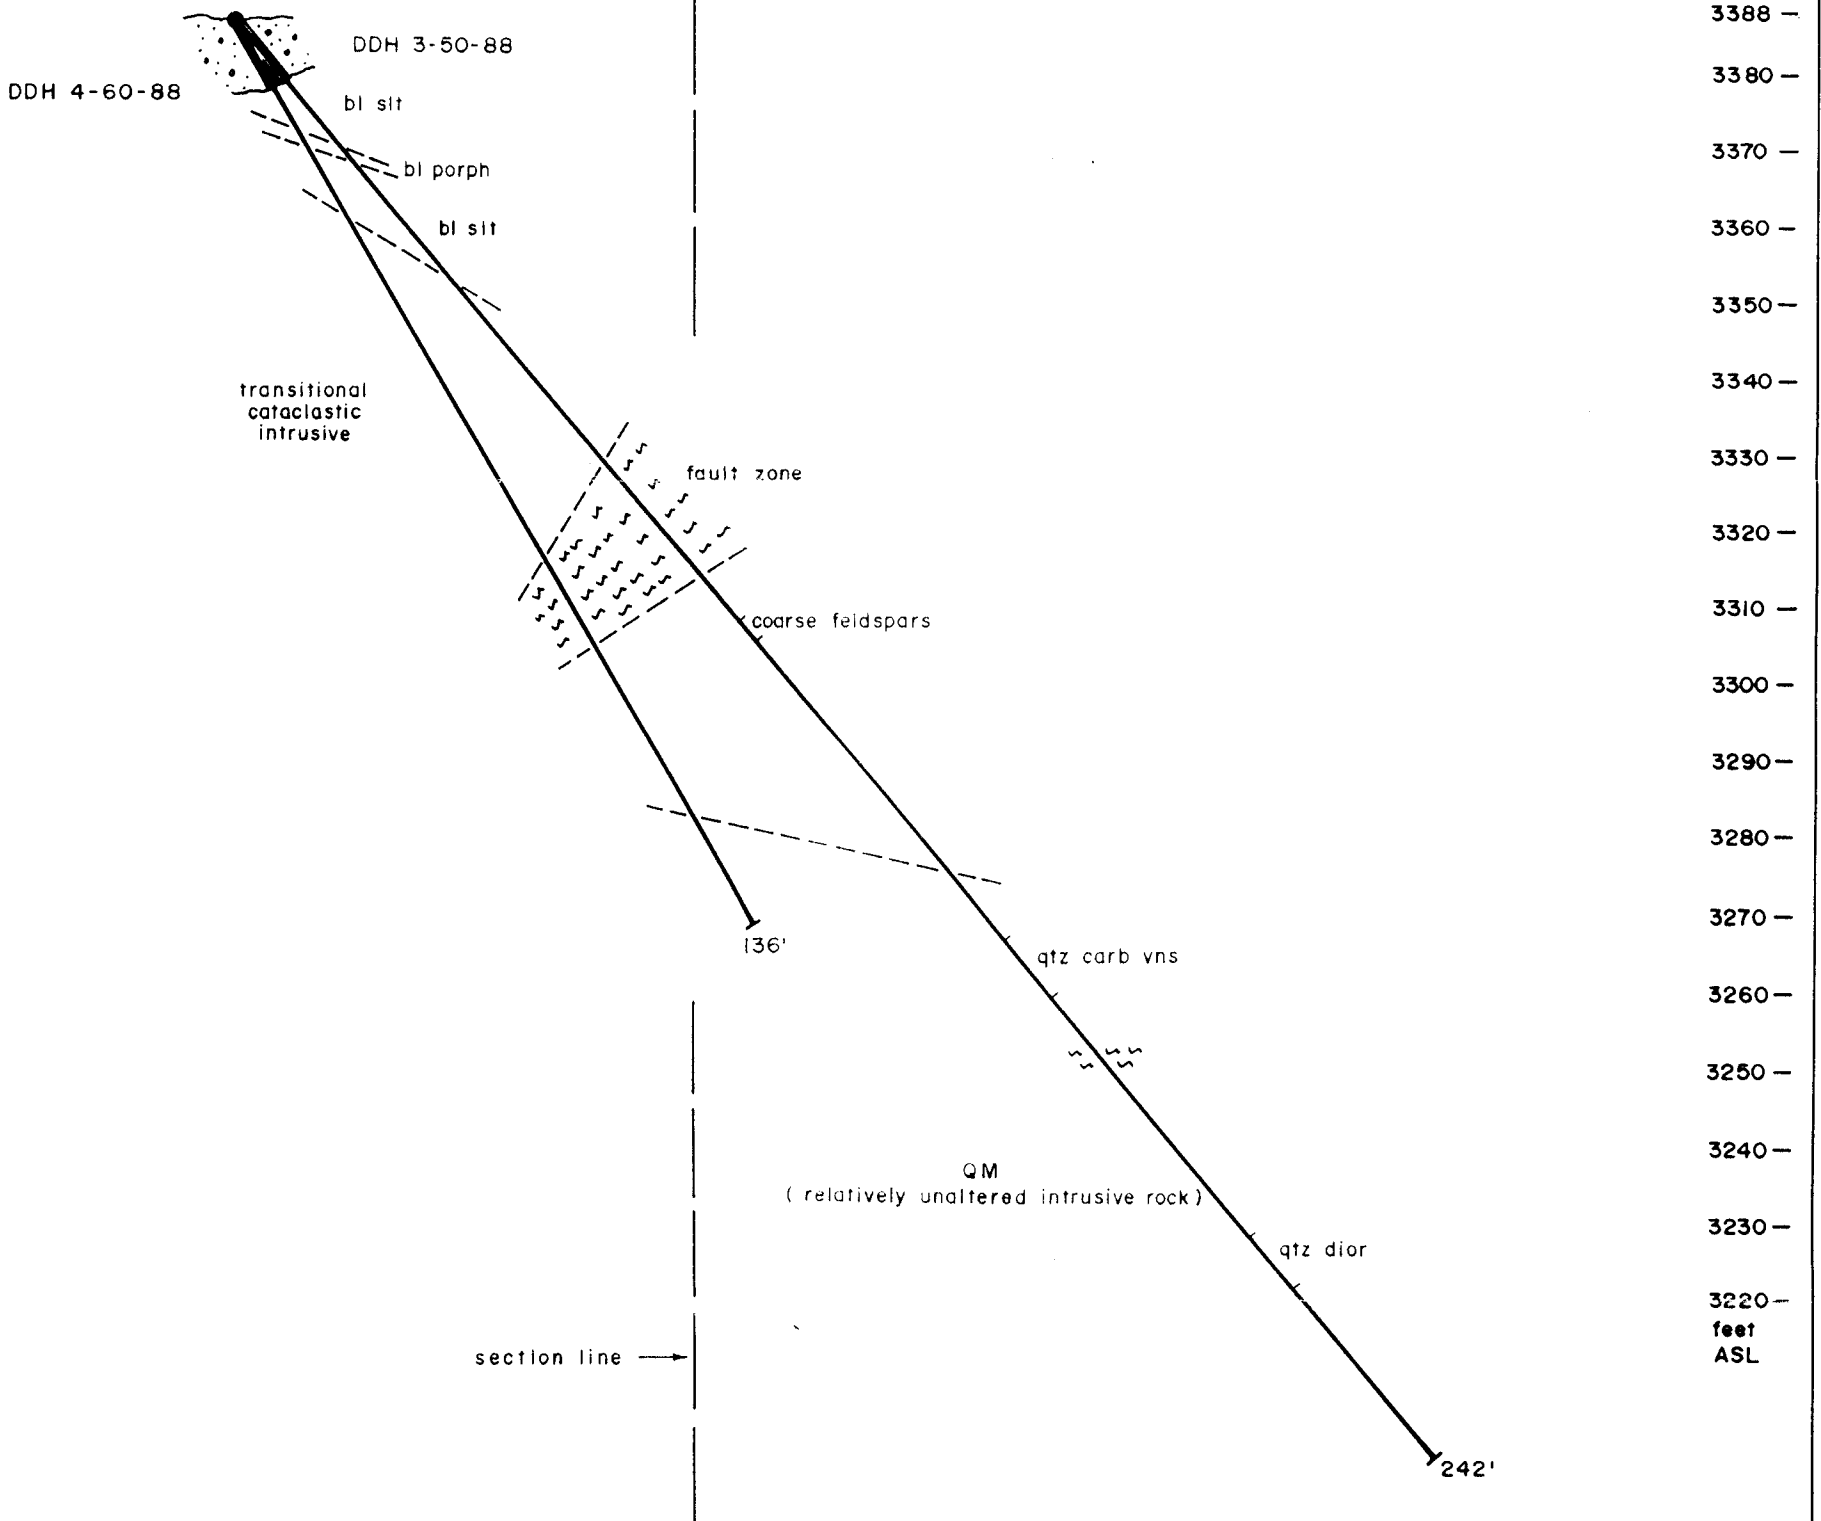 DDH 3-50-88
DDH 4-60-88
bl slt
bl porph
bl slt
transitional
cataclastic
intrusive
fault zone
coarse feldspars
136'
qtz carb vns
QM
( relatively unaltered intrusive rock )
qtz dior
section line
242'
3388
3380
3370
3360
3350
3340
3330
3320
3310
3300
3290
3280
3270
3260
3250
3240
3230
3220
feet
ASL